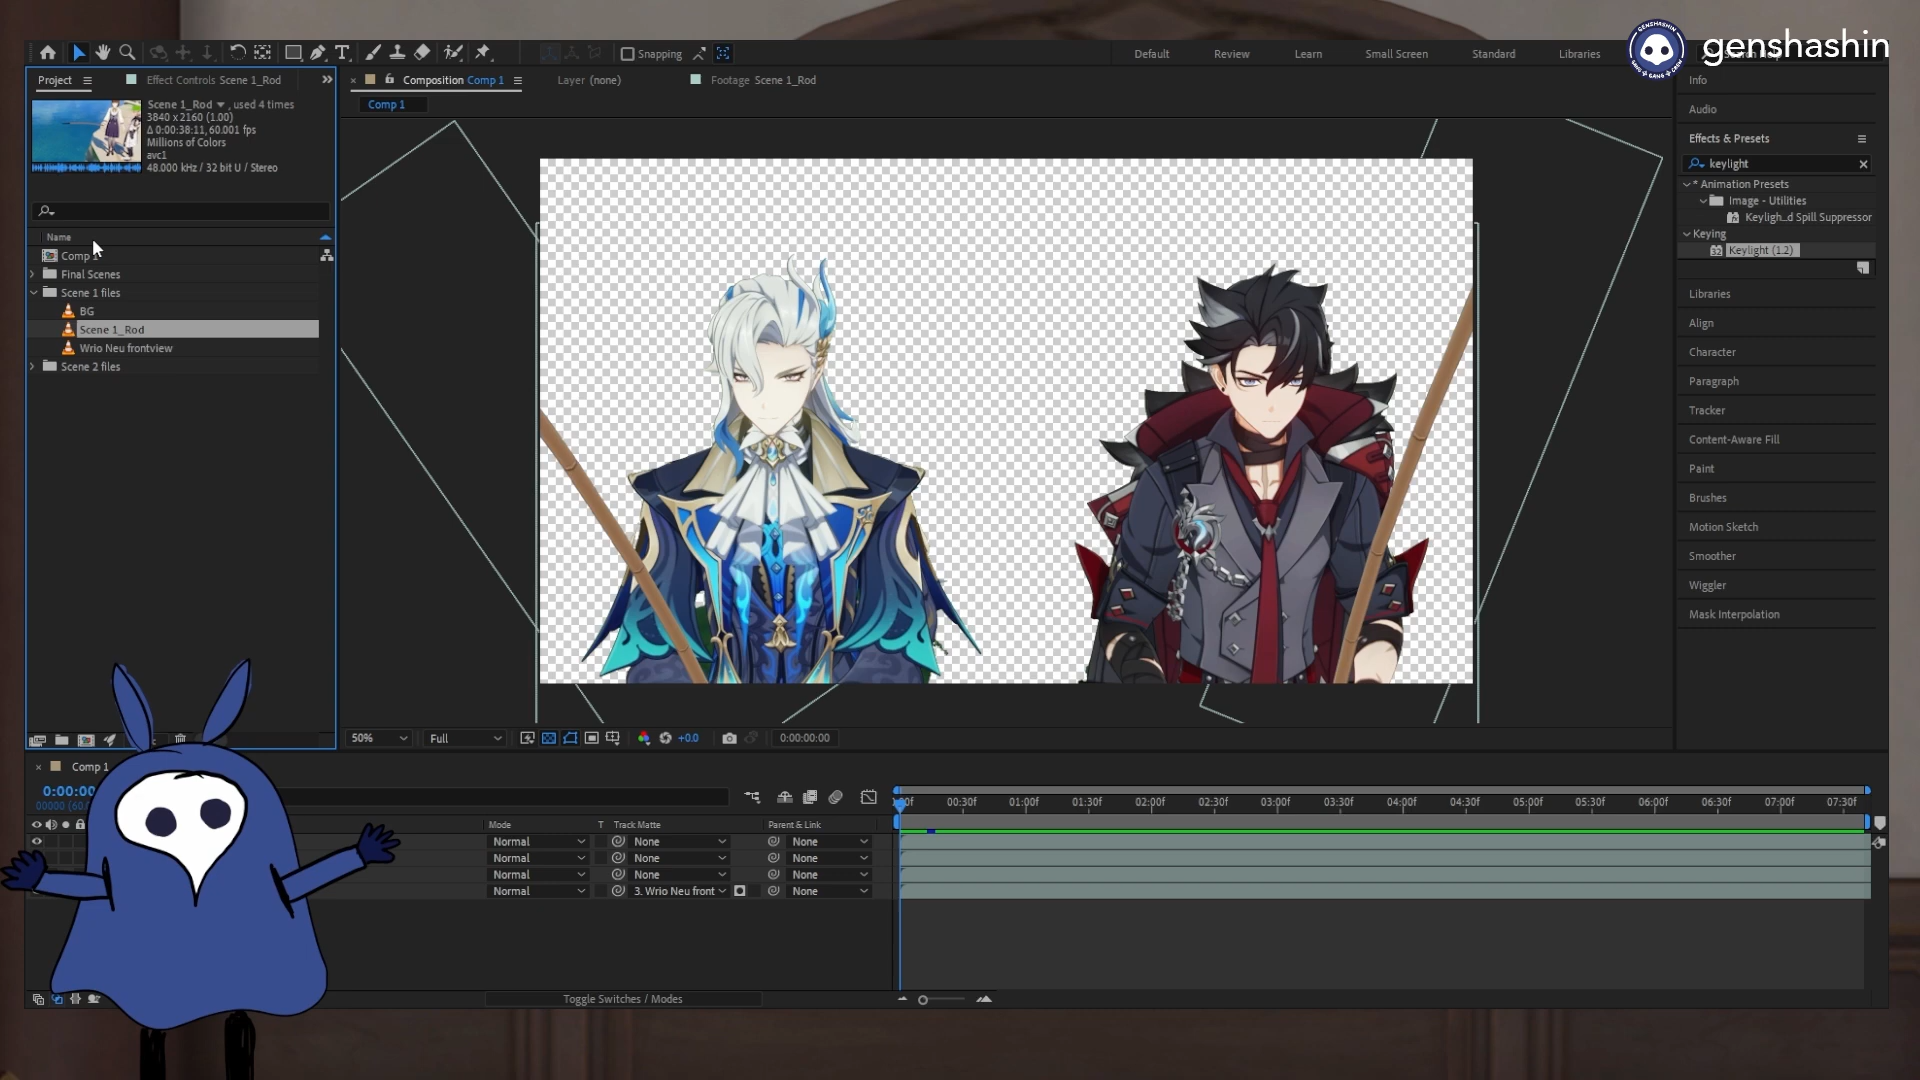 genshashin
Snapping
Default
Review
Learn
Small Screen
Standard
Libraries
Project
Effect Controls Scene 1_Rod
Composition Comp 1
Layer (none)
Footage Scene 1_Rod
Info
Scene 1_Rod , used 4 times
3840 x 2160 (1.00)
Δ 0:00:38:11, 60.001 fps
Millions of Colors
avc1
48.000 kHz / 32 bit U / Stereo
Comp 1
Audio
Effects & Presets
keylight
* Animation Presets
Image - Utilities
Keyligh_d Spill Suppressor
Keying
Keylight (1.2)
Name
Comp
Final Scenes
Scene 1 files
BG
Scene 1_Rod
Wrio Neu frontview
Scene 2 files
Libraries
Align
Character
Paragraph
Tracker
Content-Aware Fill
Paint
Brushes
Motion Sketch
Smoother
Wiggler
Mask Interpolation
50%
Full
+0.0
0:00:00:00
Comp 1
0:00:00
00:30f
01:00f
01:30f
02:00f
02:30f
03:00f
03:30f
04:00f
04:30f
05:00f
05:30f
06:00f
06:30f
07:00f
07:30f
Mode
T
Track Matte
Parent & Link
Normal
None
None
Normal
None
None
Normal
None
None
Normal
3. Wrio Neu front
None
Toggle Switches / Modes